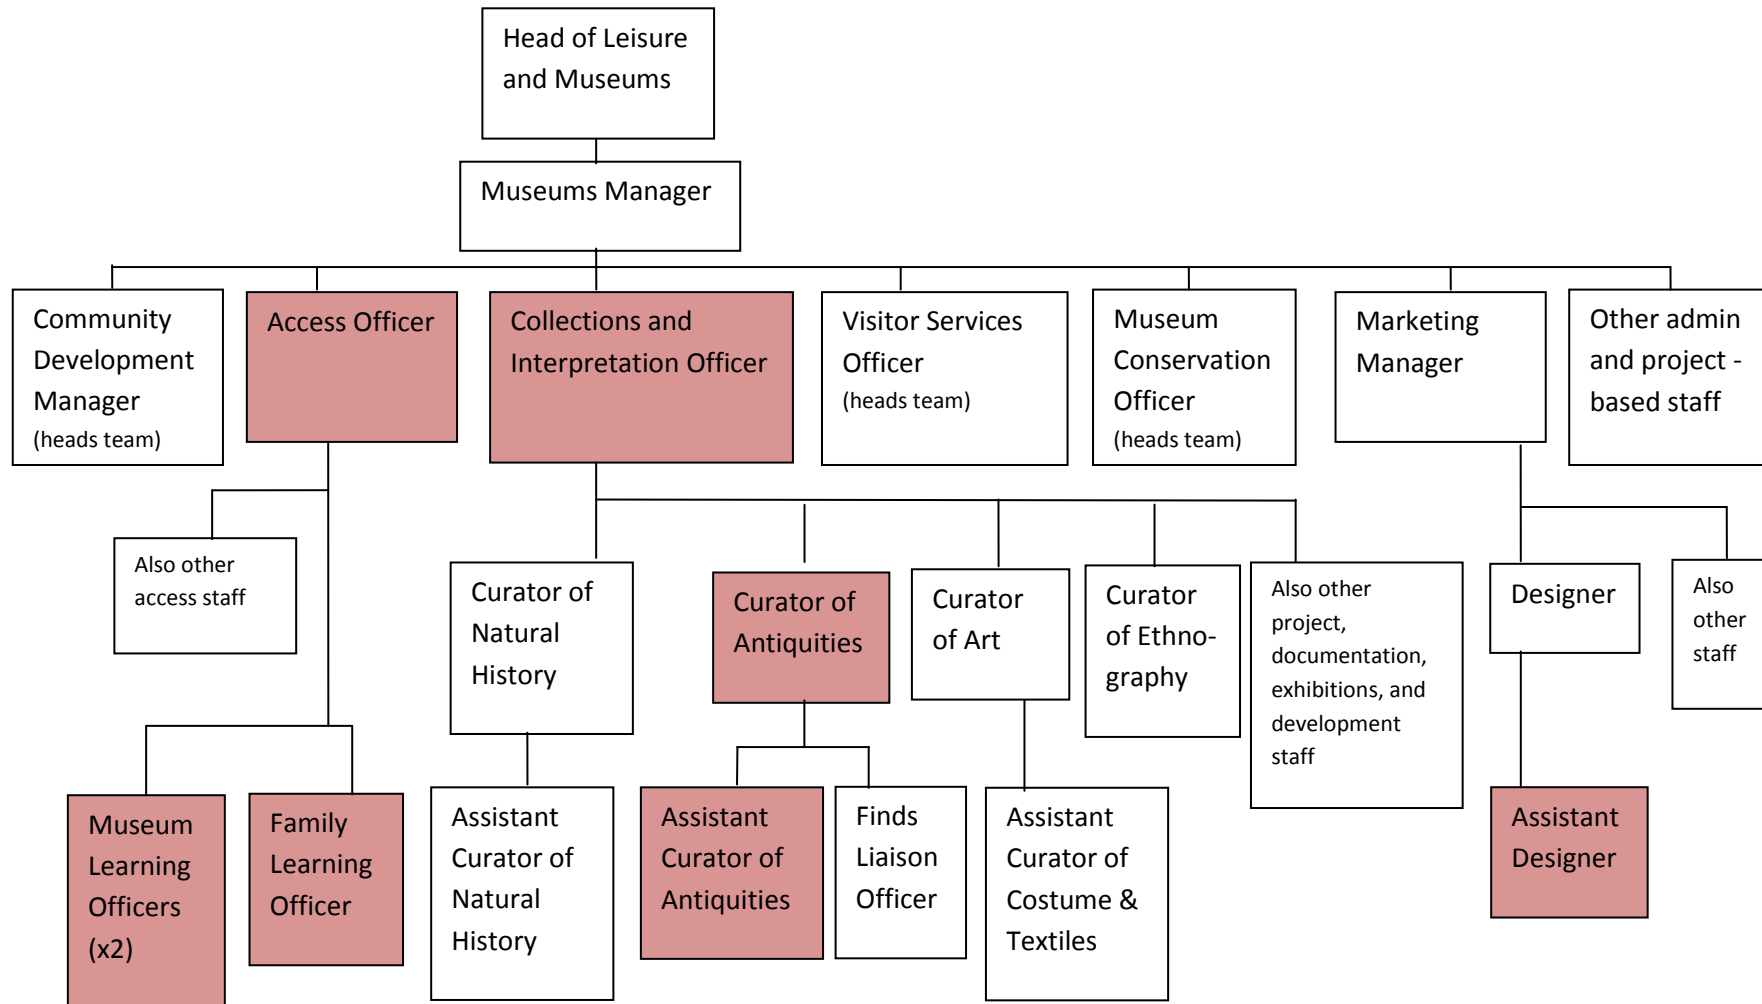 Head of Leisure
and Museums
Museums Manager
Community
Development
Manager
(heads team)
Access Officer
Collections and
Interpretation Officer
Visitor Services
Officer
(heads team)
Museum
Conservation
Officer
(heads team)
Marketing
Manager
Other admin
and project -
based staff
Also other
access staff
Curator of
Natural
History
Curator of
Antiquities
Curator
of Art
Curator
of Ethno-
graphy
Also other
project,
documentation,
exhibitions, and
development
staff
Designer
Also
other
staff
Museum
Learning
Officers
(x2)
Family
Learning
Officer
Assistant
Curator of
Natural
History
Assistant
Curator of
Antiquities
Finds
Liaison
Officer
Assistant
Curator of
Costume &
Textiles
Assistant
Designer